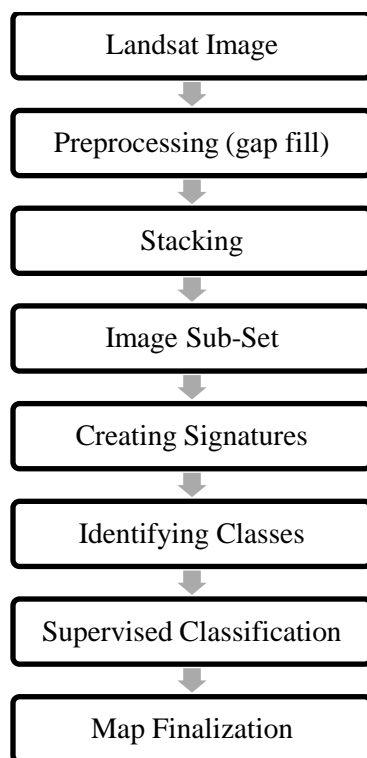 Landsat Image
Preprocessing (gap fill)
Stacking
Image Sub-Set
Creating Signatures
Identifying Classes
Supervised Classification
Map Finalization